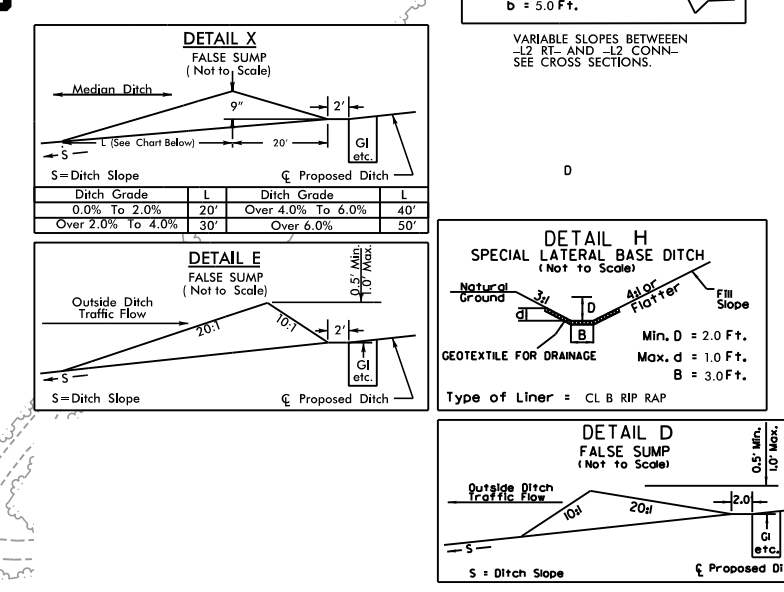 b = 5.0 Ft.
VARIABLE SLOPES BETWEEEN
–L2 RT– AND –L2 CONN–
SEE CROSS SECTIONS.
D
DETAIL X
FALSE SUMP
( Not to Scale)
Median Ditch
9"
2'
L (See Chart Below)
20'
GI
etc.
S
S=Ditch Slope
℄ Proposed Ditch
Ditch Grade L Ditch Grade L
0.0% To 2.0% 20' Over 4.0% To 6.0% 40'
Over 2.0% To 4.0% 30' Over 6.0% 50'
DETAIL E
FALSE SUMP
(Not to Scale)
0.5' Min.
1.0' Max.
Outside Ditch
Traffic Flow
20:1
10:1
2'
GI
etc.
S
S=Ditch Slope
℄ Proposed Ditch
DETAIL H
SPECIAL LATERAL BASE DITCH
(Not to Scale)
Natural
Ground
3:1
D
4:1 or
Flatter
Fill
Slope
d
B
GEOTEXTILE FOR DRAINAGE
Min. D = 2.0 Ft.
Max. d = 1.0 Ft.
B = 3.0 Ft.
Type of Liner = CL B RIP RAP
DETAIL D
FALSE SUMP
(Not to Scale)
0.5' Min.
1.0' Max.
Outside Ditch
Traffic Flow
10:1
20:1
2.0
GI
etc.
S
S = Ditch Slope
℄ Proposed Di